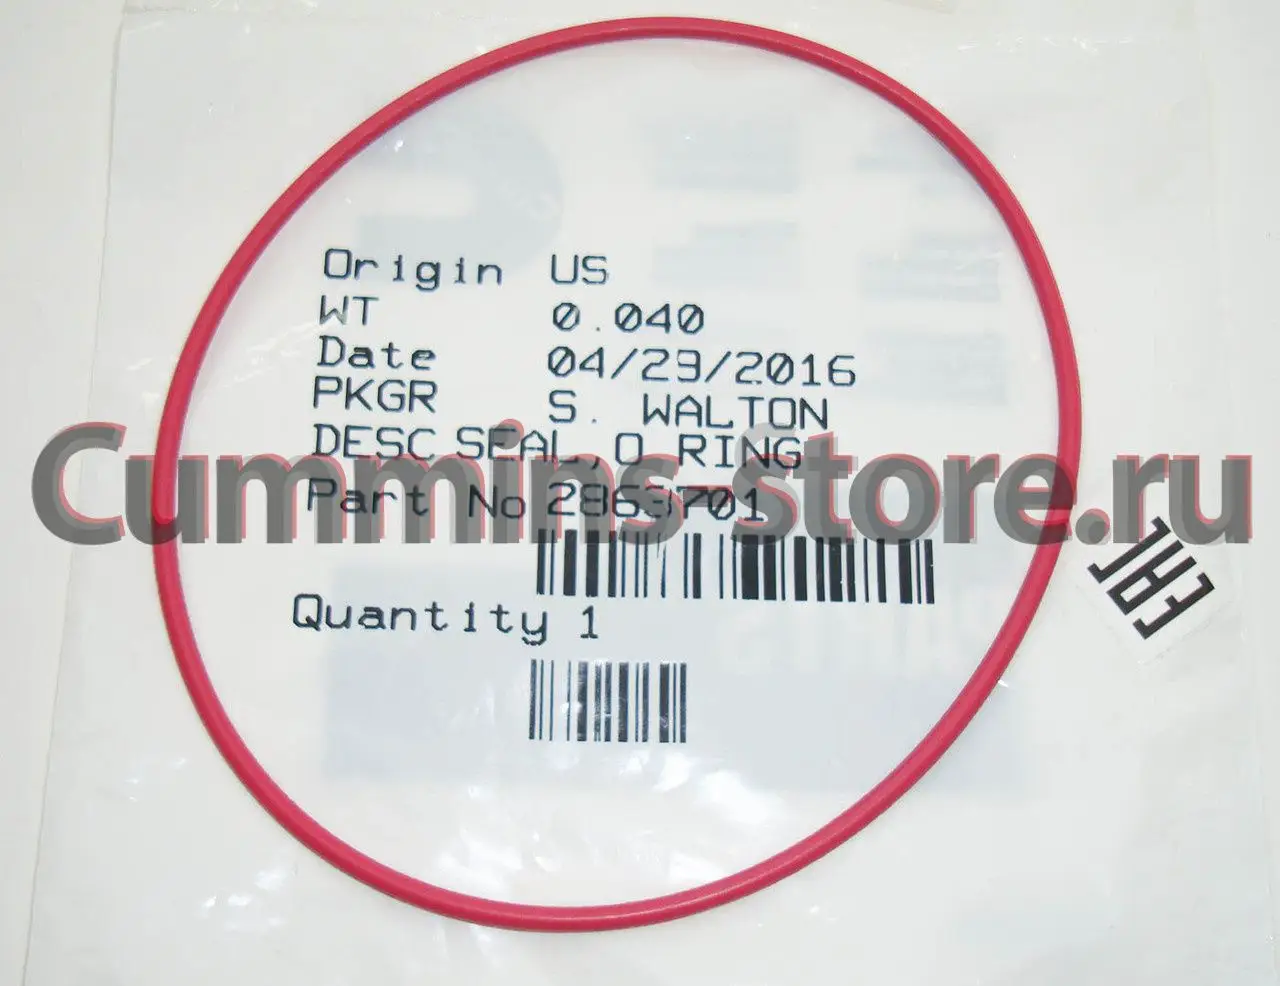 Origin US
WT 0.040
Date 04/29/2016
PKGR S. WALTON
DESC SEAL,O RING
Cummins-Store.ru
Part No 2863701
EAC
Quantity 1